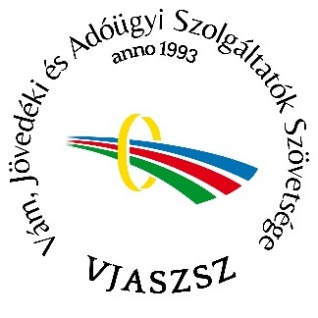 Vám, Jövedéki és Adóügyi Szolgáltatók Szövetsége
anno 1993
VJASZSZ